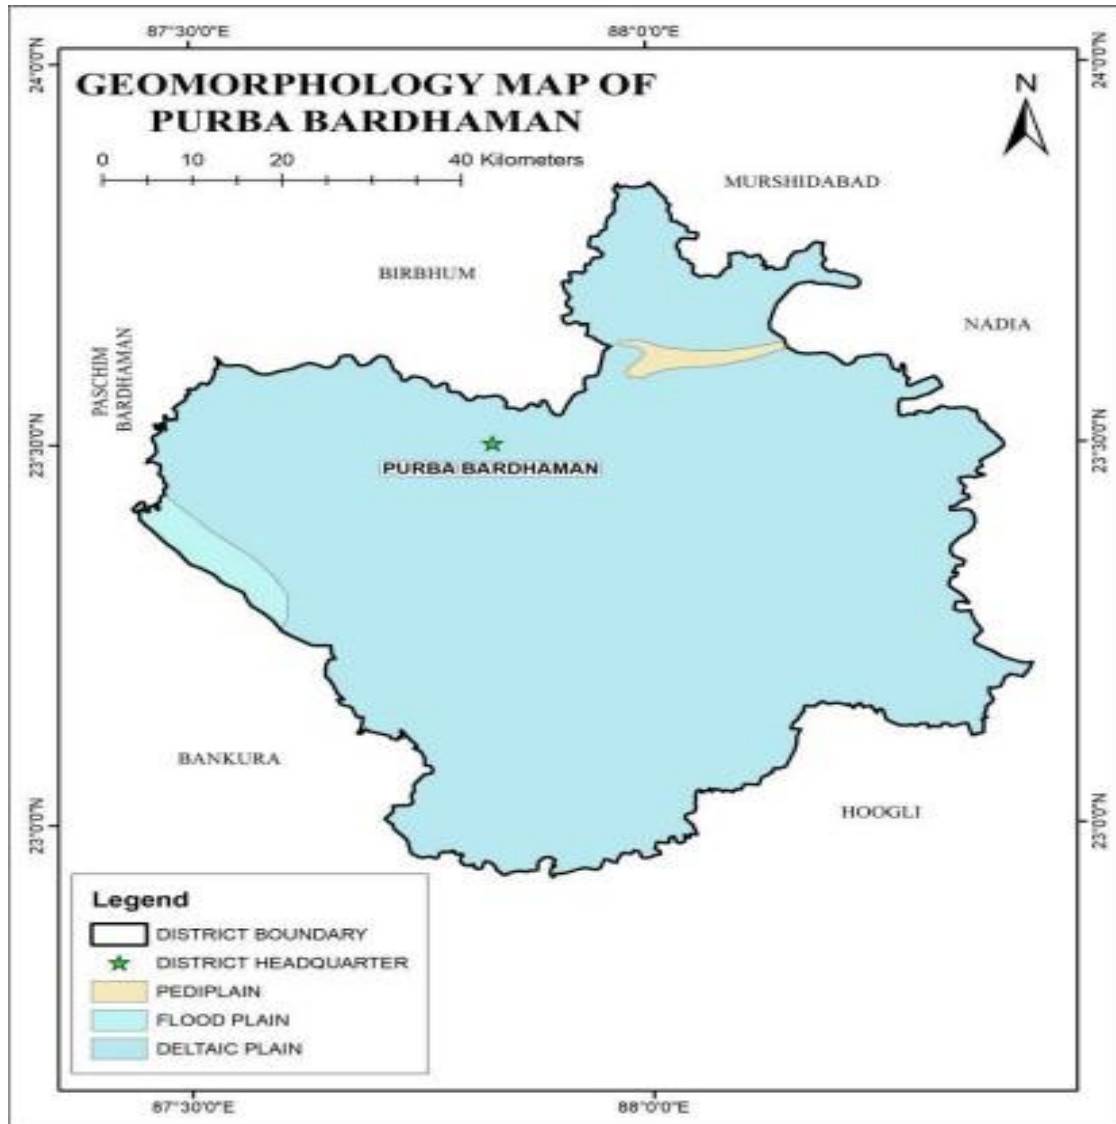 87°30'0"E
88°0'0"E
24°0'0"N
24°0'0"N
GEOMORPHOLOGY MAP OF
PURBA BARDHAMAN
N
0 10 20 40 Kilometers
MURSHIDABAD
BIRBHUM
NADIA
PASCHIM
BARDHAMAN
23°30'0"N
23°30'0"N
PURBA BARDHAMAN
BANKURA
HOOGLI
23°0'0"N
23°0'0"N
Legend
DISTRICT BOUNDARY
DISTRICT HEADQUARTER
PEDIPLAIN
FLOOD PLAIN
DELTAIC PLAIN
87°30'0"E
88°0'0"E